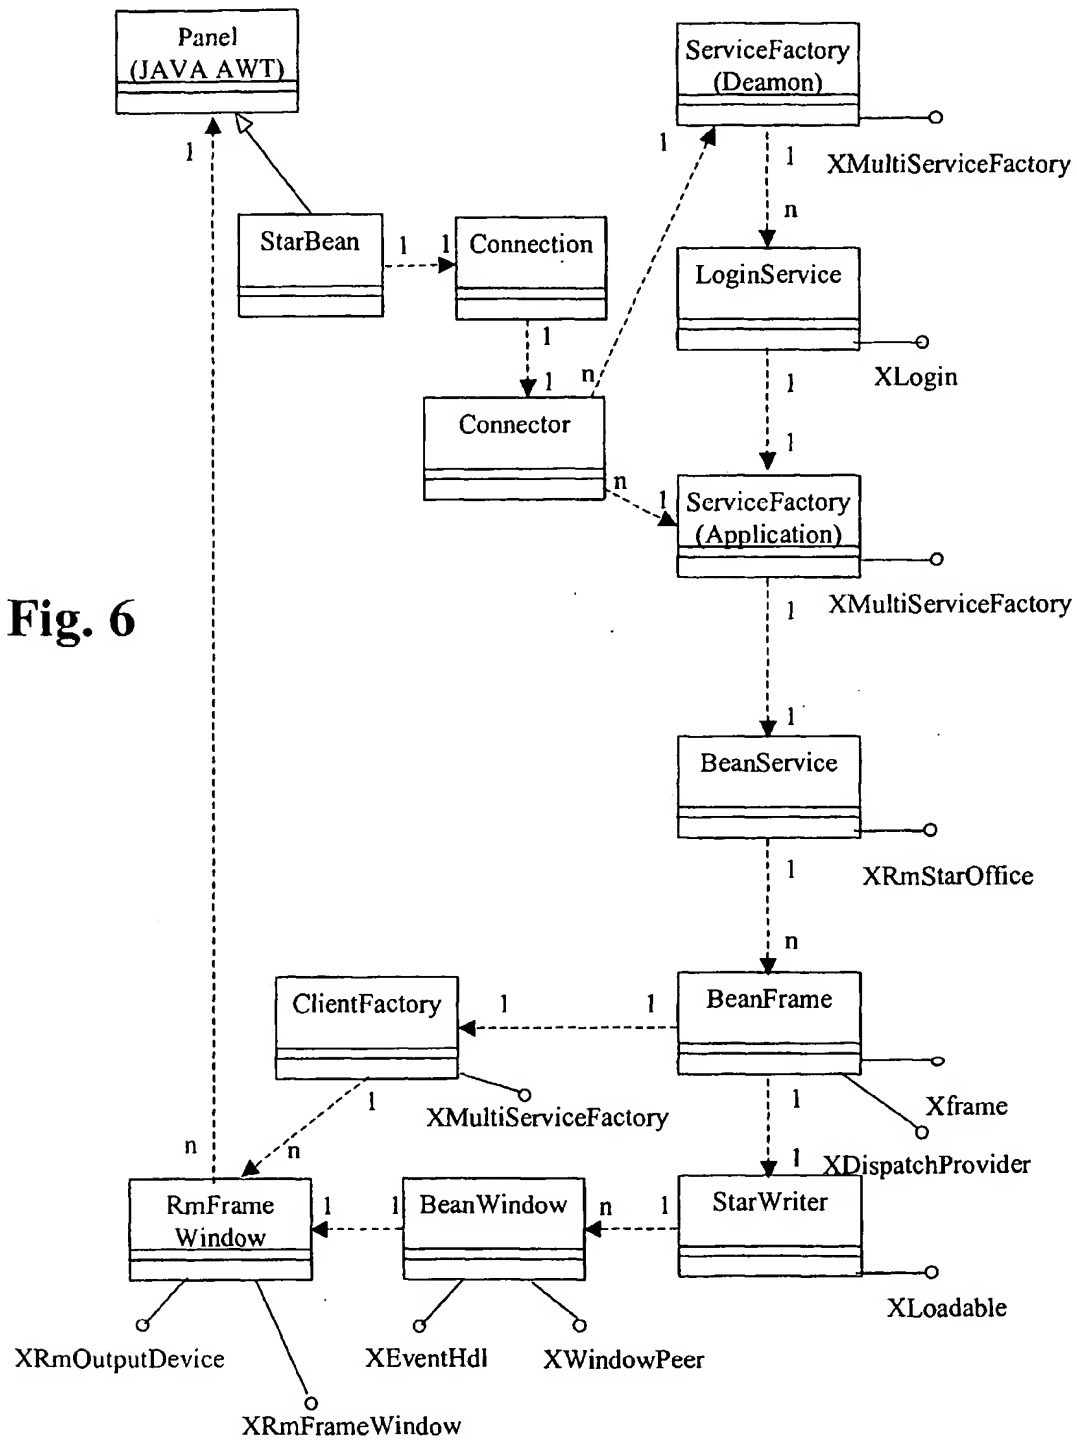 Panel
(JAVA AWT)
ServiceFactory
(Deamon)
1
1
1
XMultiServiceFactory
n
StarBean
1
1
Connection
LoginService
1
1
n
XLogin
1
Connector
1
n
1
ServiceFactory
(Application)
XMultiServiceFactory
1
Fig. 6
1
BeanService
1
XRmStarOffice
n
ClientFactory
1
1
BeanFrame
1
XMultiServiceFactory
1
Xframe
n
n
1
XDispatchProvider
RmFrame
Window
1
1
BeanWindow
n
1
StarWriter
XLoadable
XRmOutputDevice
XEventHdl
XWindowPeer
XRmFrameWindow